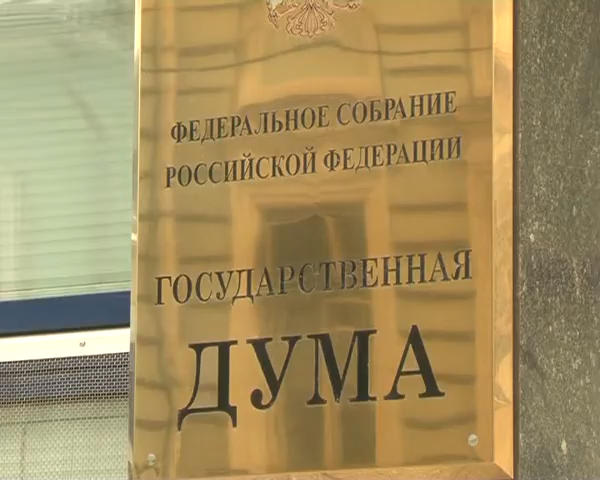 ФЕДЕРАЛЬНОЕ СОБРАНИЕ
РОССИЙСКОЙ ФЕДЕРАЦИИ
ГОСУДАРСТВЕННАЯ
ДУМА